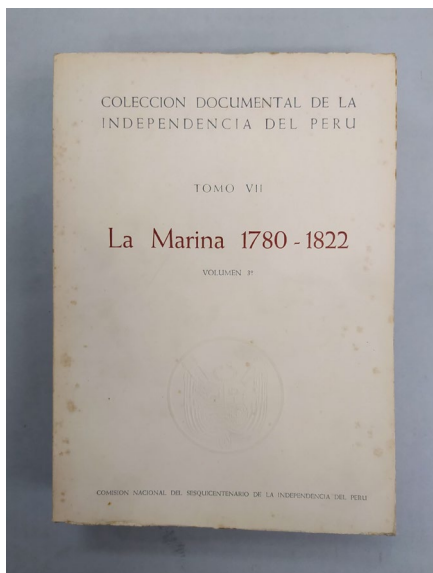 COLECCION DOCUMENTAL DE LA
INDEPENDENCIA DEL PERU
TOMO VII
La Marina 1780 - 1822
VOLUMEN
COMISION NACIONAL DEL SESQUICENTENARIO DE LA INDEPENDENCIA DEL PERU